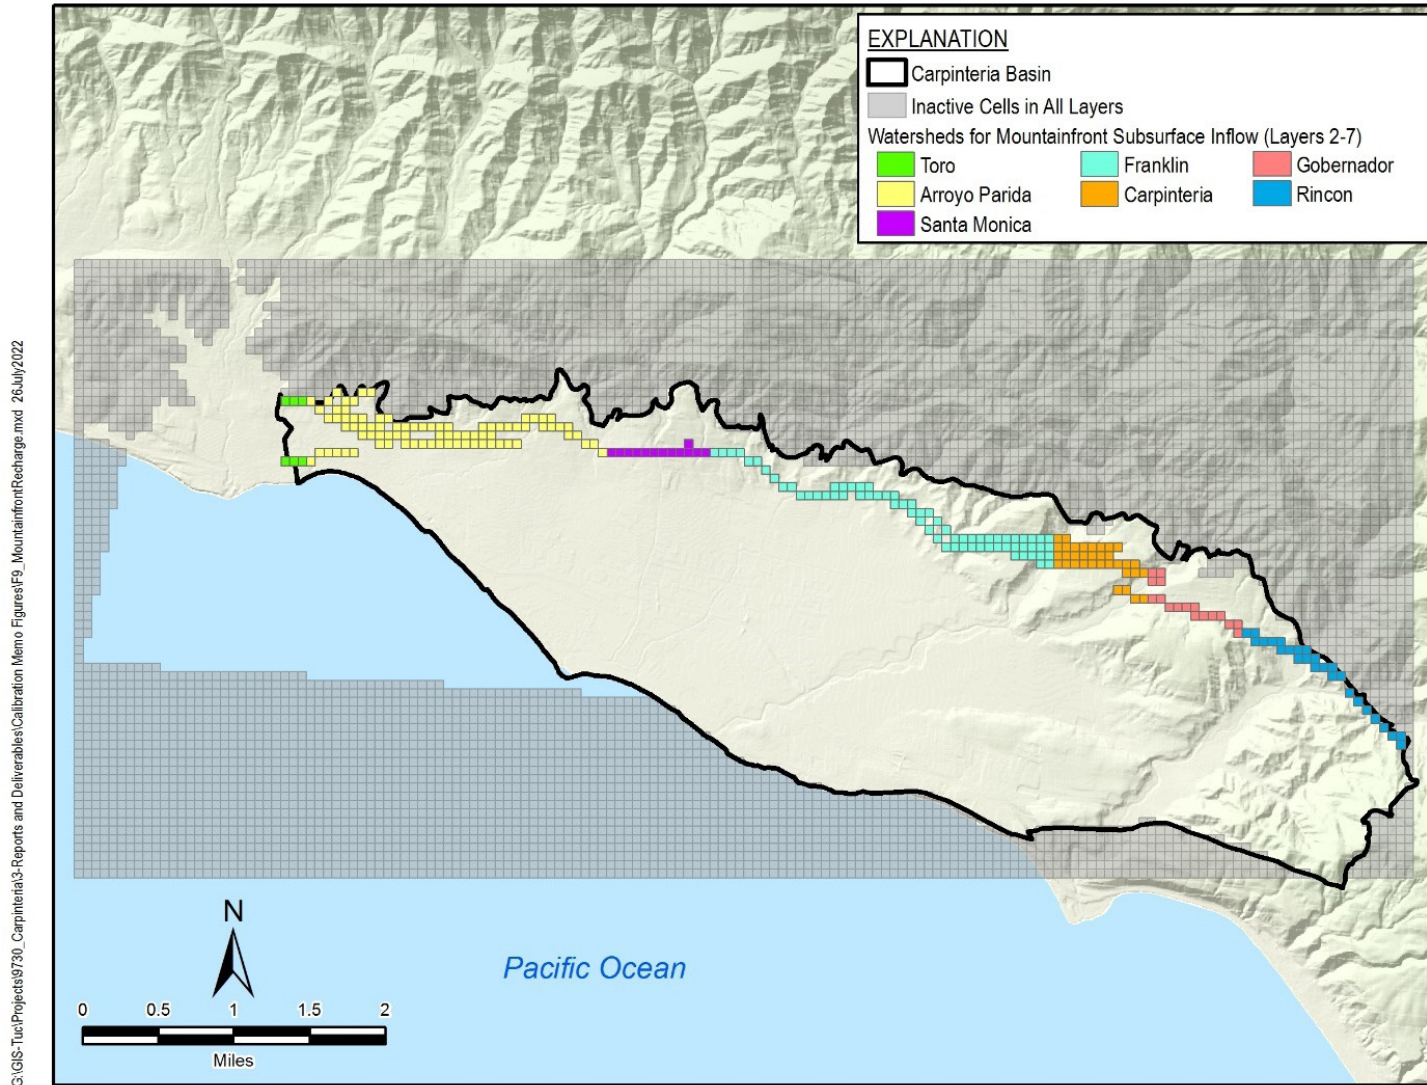 EXPLANATION
Carpinteria Basin
Inactive Cells in All Layers
Watersheds for Mountainfront Subsurface Inflow (Layers 2-7)
Toro Franklin Gobernador
Arroyo Parida Carpinteria Rincon
Santa Monica
G:\GIS-Tuc\Projects\9730_Carpinteria\3-Reports and Deliverables\Calibration Memo Figures\F9_MountainfrontRecharge.mxd 26July2022
N
Pacific Ocean
0 0.5 1 1.5 2
Miles